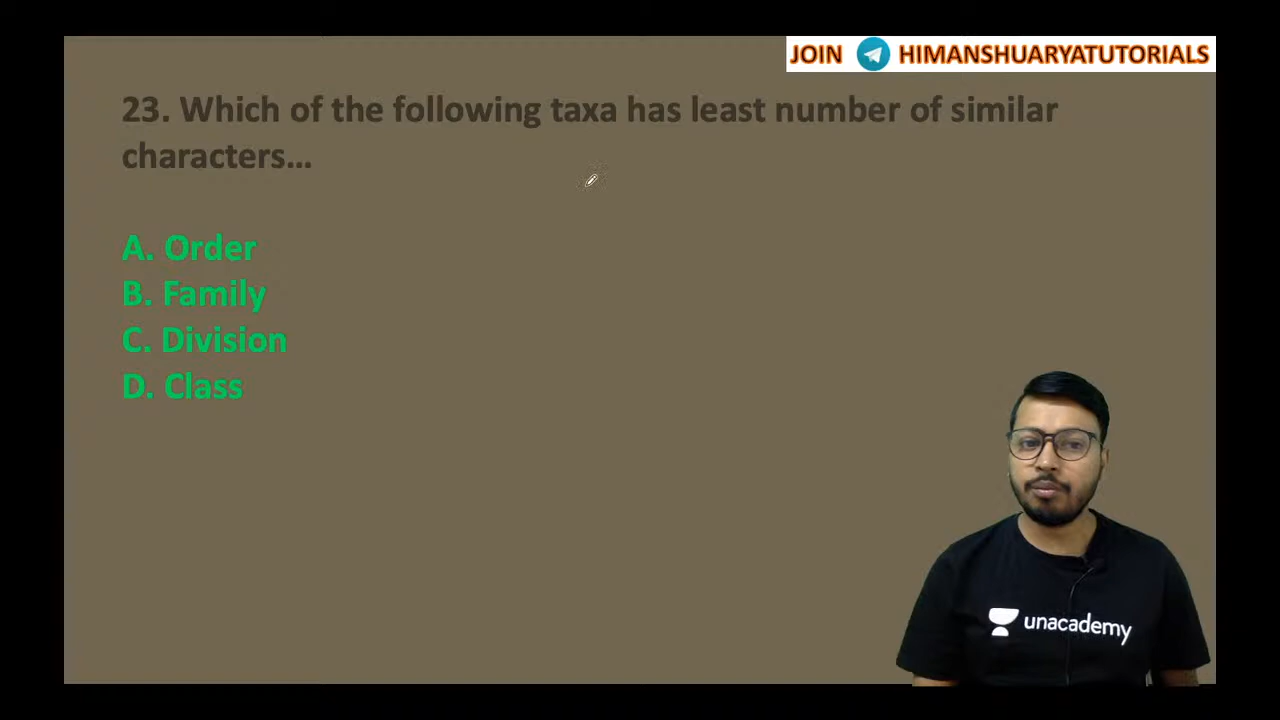 JOIN HIMANSHUARYATUTORIALS
23. Which of the following taxa has least number of similar
characters...
A. Order
B. Family
C. Division
D. Class
unacademy